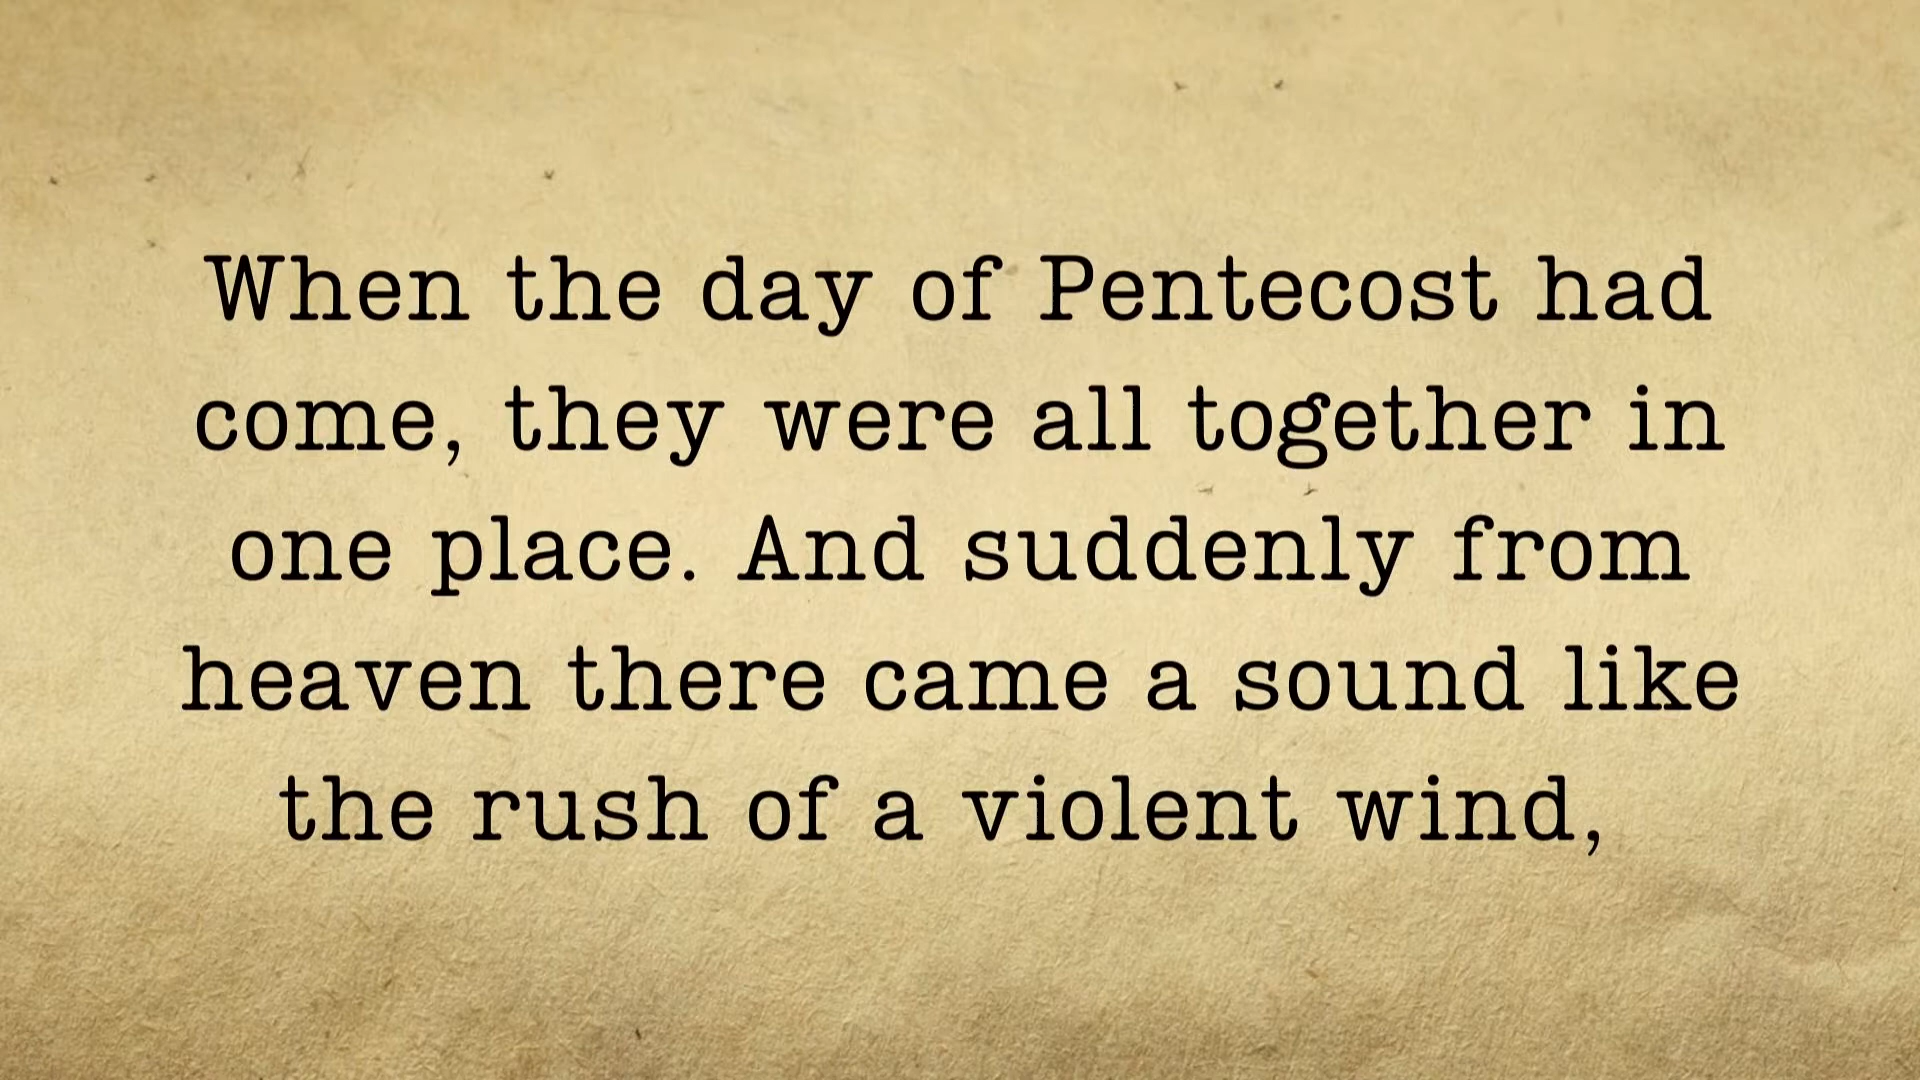 When the day of Pentecost had
come, they were all together in
one place. And suddenly from
heaven there came a sound like
the rush of a violent wind,